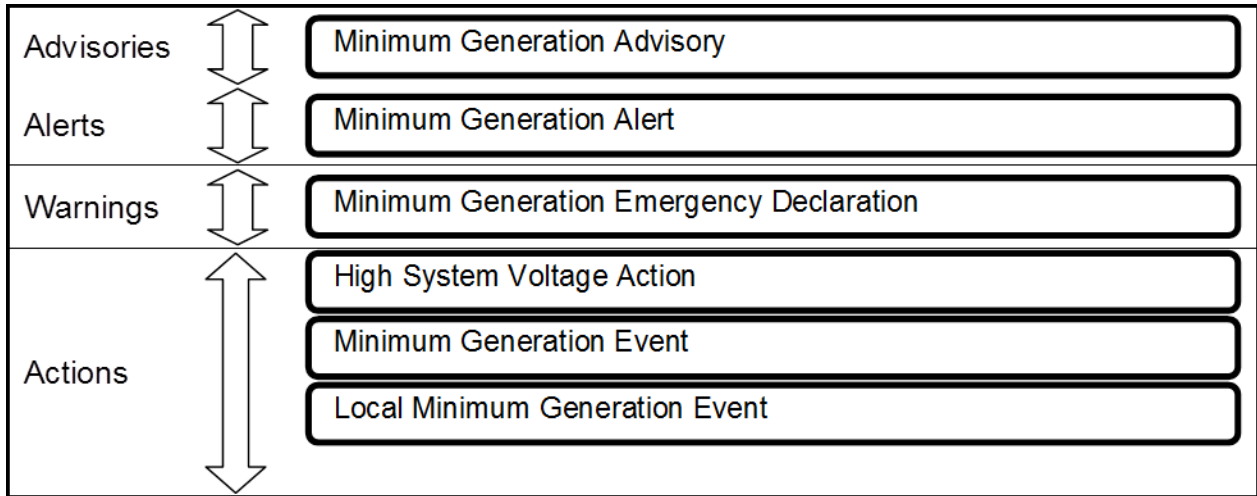 Advisories
Minimum Generation Advisory
Alerts
Minimum Generation Alert
Warnings
Minimum Generation Emergency Declaration
Actions
High System Voltage Action
Minimum Generation Event
Local Minimum Generation Event